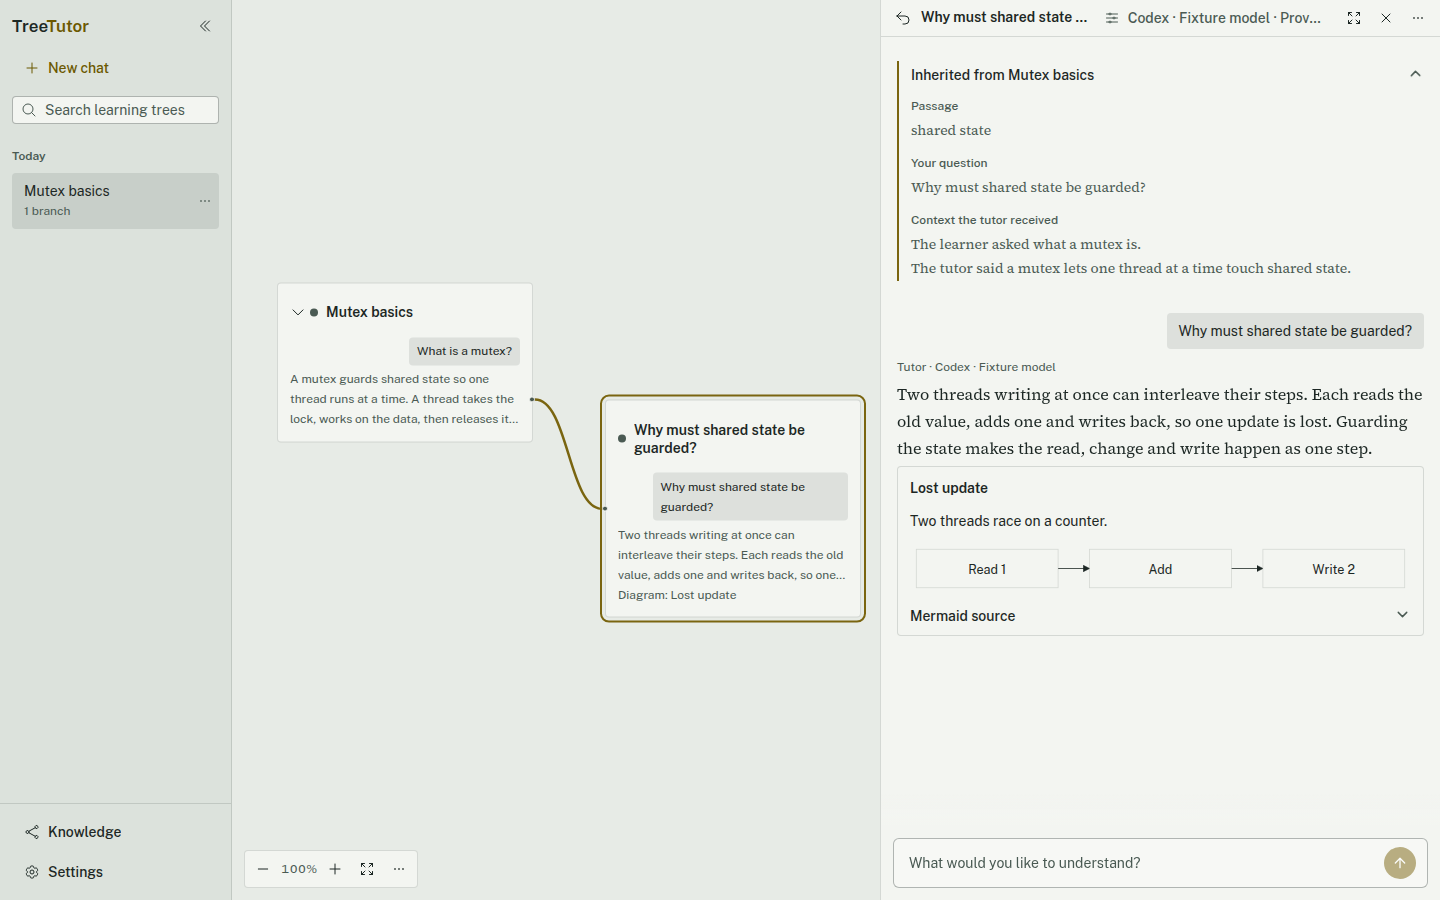 TreeTutor
New chat
Search learning trees
Today
Mutex basics
1 branch
Knowledge
Settings
Mutex basics
What is a mutex?
A mutex guards shared state so one
thread runs at a time. A thread takes the
lock, works on the data, then releases it...
Why must shared state be
guarded?
Why must shared state be
guarded?
Two threads writing at once can
interleave their steps. Each reads the old
value, adds one and writes back, so one...
Diagram: Lost update
100%
Why must shared state ...
Codex · Fixture model · Prov...
Inherited from Mutex basics
Passage
shared state
Your question
Why must shared state be guarded?
Context the tutor received
The learner asked what a mutex is.
The tutor said a mutex lets one thread at a time touch shared state.
Why must shared state be guarded?
Tutor · Codex · Fixture model
Two threads writing at once can interleave their steps. Each reads the
old value, adds one and writes back, so one update is lost. Guarding
the state makes the read, change and write happen as one step.
Lost update
Two threads race on a counter.
Read 1
Add
Write 2
Mermaid source
What would you like to understand?